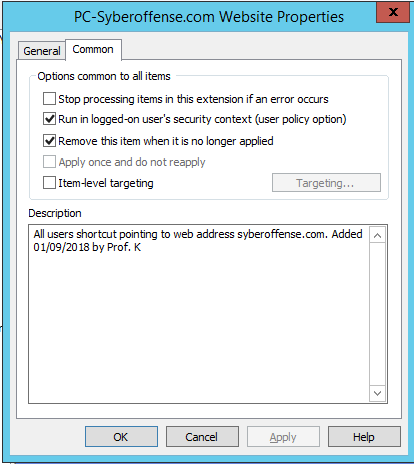 PC-Syberoffense.com Website Properties
x
General Common
Options common to all items
Stop processing items in this extension if an error occurs
Run in logged-on user's security context (user policy option)
Remove this item when it is no longer applied
Apply once and do not reapply
Item-level targeting Targeting...
Description
All users shortcut pointing to web address syberoffense.com. Added
01/09/2018 by Prof. K
OK Cancel Apply Help